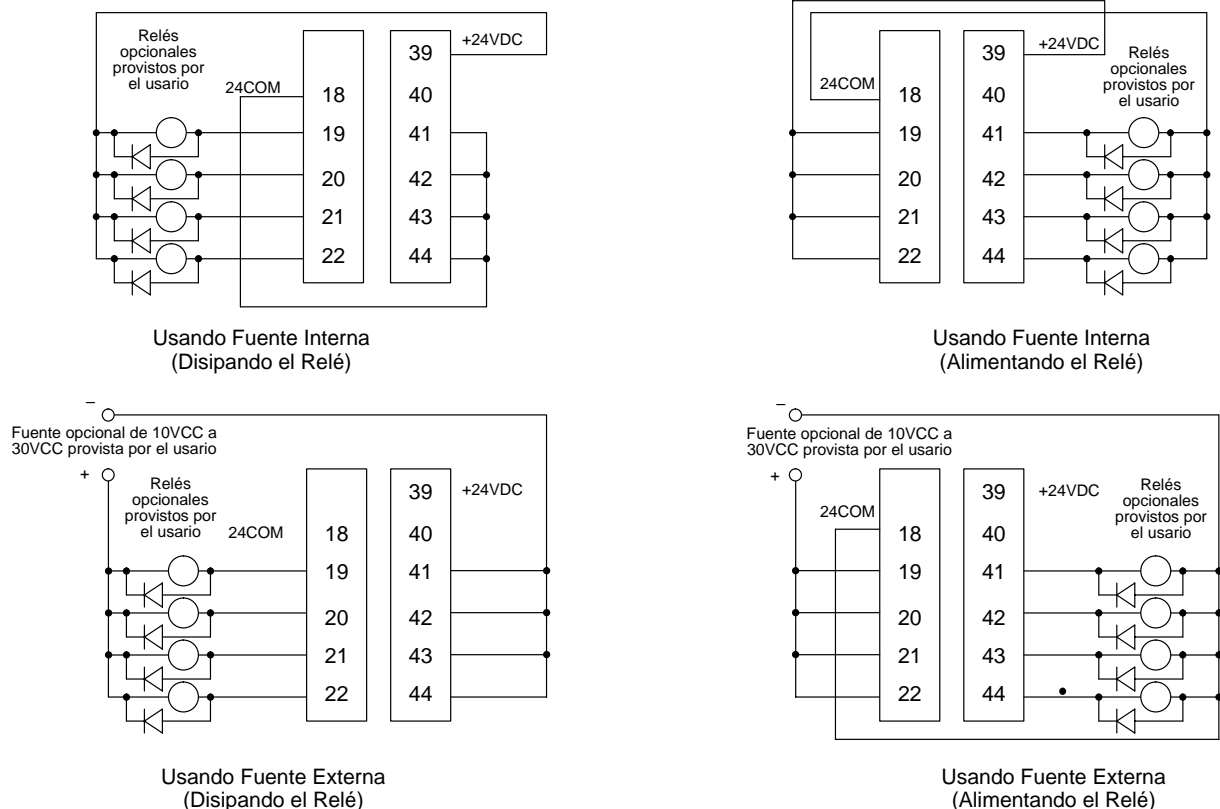 Relés
opcionales
provistos por
el usario
24COM
18
19
20
21
22
39
40
41
42
43
44
+24VDC
Usando Fuente Interna
(Disipando el Relé)
24COM
18
19
20
21
22
39
40
41
42
43
44
+24VDC
Relés
opcionales
provistos por
el usario
Usando Fuente Interna
(Alimentando el Relé)
–
Fuente opcional de 10VCC a
30VCC provista por el usario
+
Relés
opcionales
provistos por
el usario
24COM
18
19
20
21
22
39
40
41
42
43
44
+24VDC
Usando Fuente Externa
(Disipando el Relé)
–
Fuente opcional de 10VCC a
30VCC provista por el usario
+
24COM
18
19
20
21
22
39
40
41
42
43
44
+24VDC
Relés
opcionales
provistos por
el usario
Usando Fuente Externa
(Alimentando el Relé)